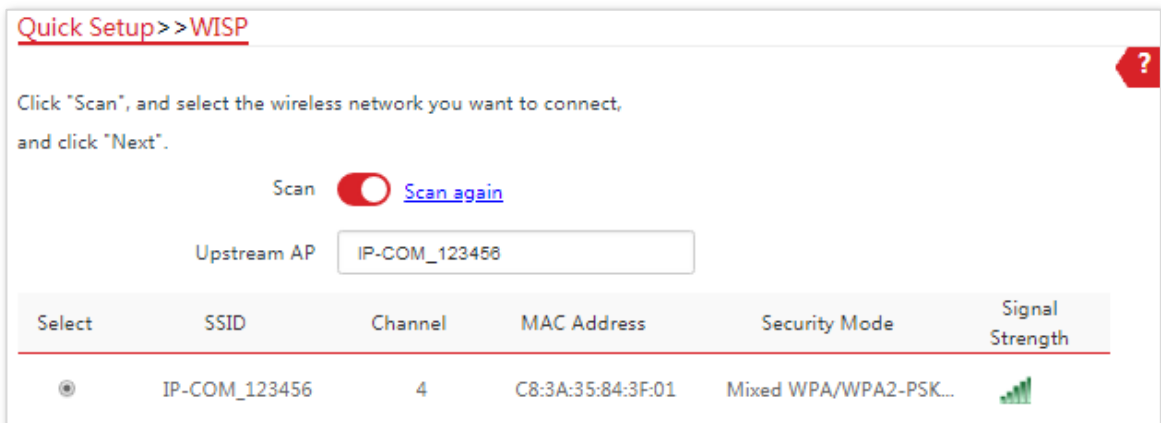 Quick Setup>>WISP
?
Click "Scan", and select the wireless network you want to connect,
and click "Next".
Scan Scan again
Upstream AP IP-COM_123456
Select SSID Channel MAC Address Security Mode Signal Strength
IP-COM_123456 4 C8:3A:35:84:3F:01 Mixed WPA/WPA2-PSK...